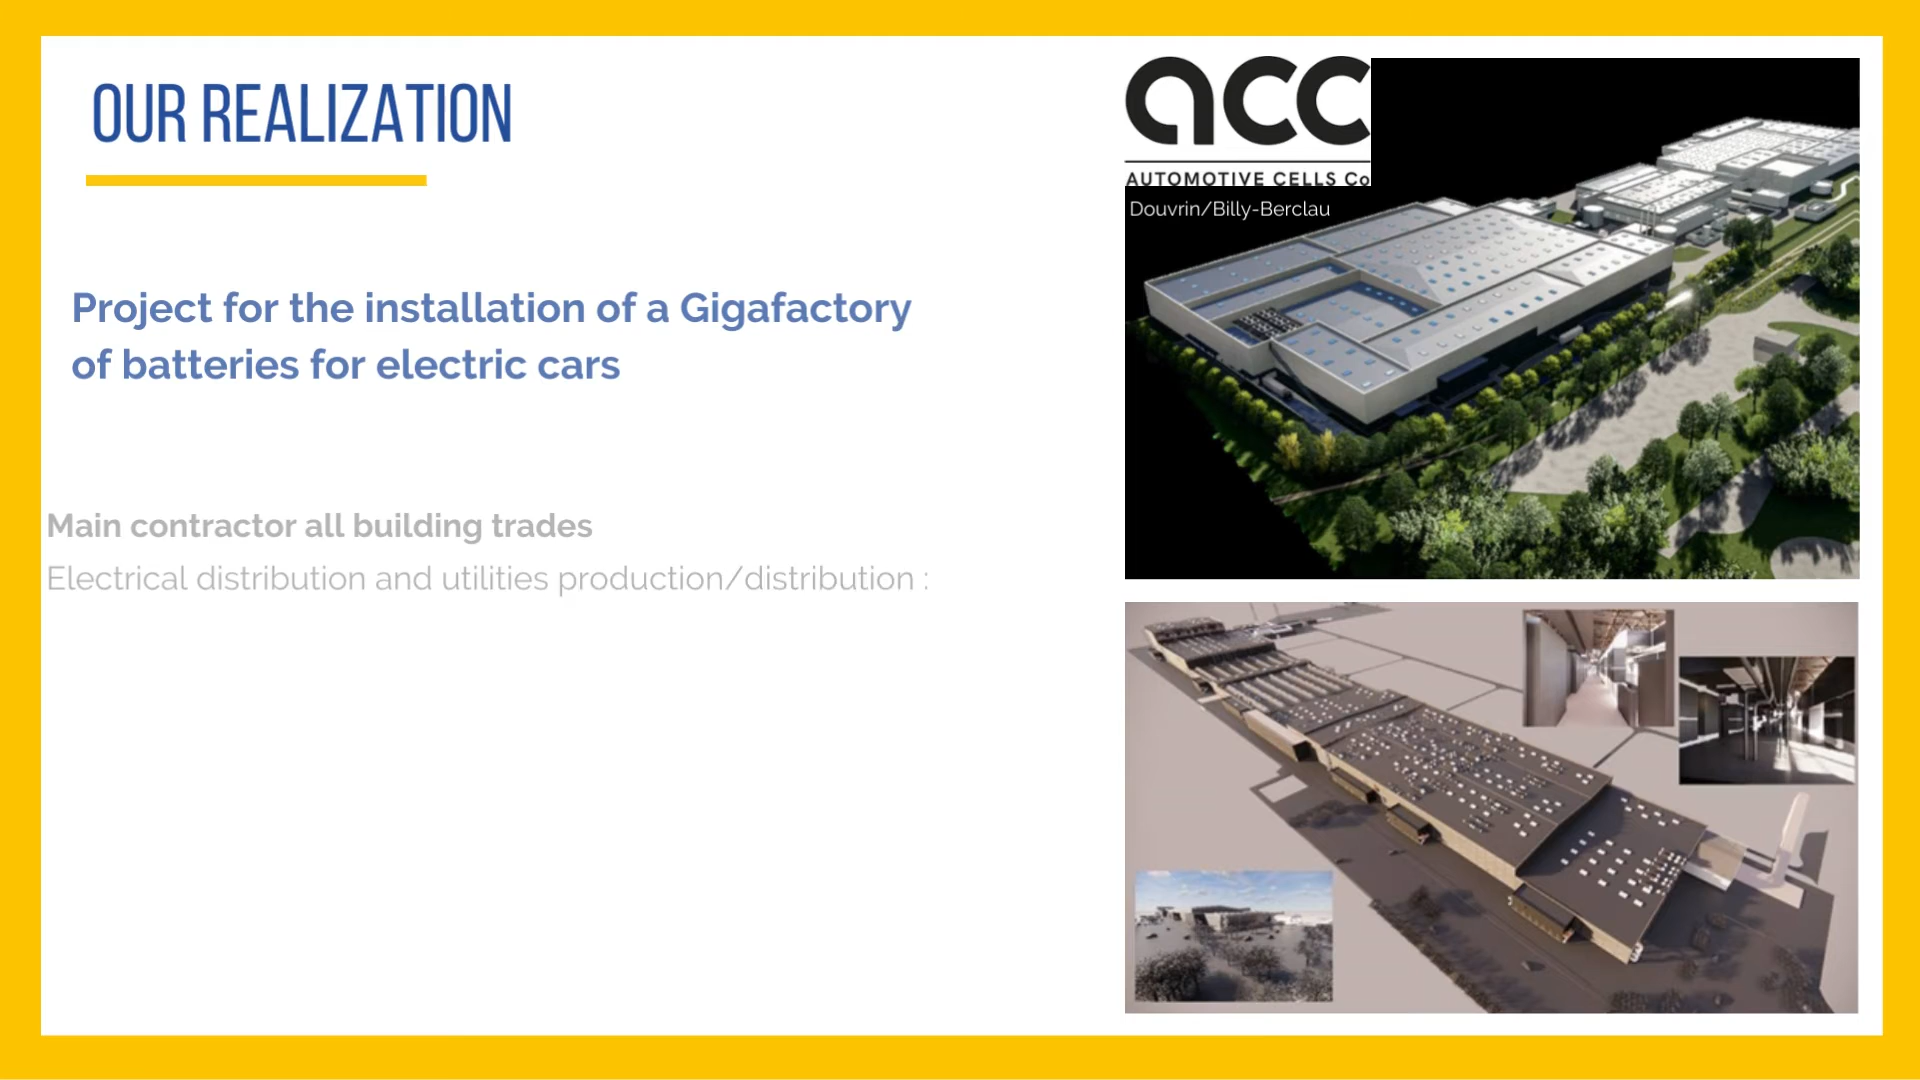 OUR REALIZATION
Project for the installation of a Gigafactory
of batteries for electric cars
Main contractor all building trades
Electrical distribution and utilities production/distribution :
acc
AUTOMOTIVE CELLS Co
Douvrin/Billy-Berclau